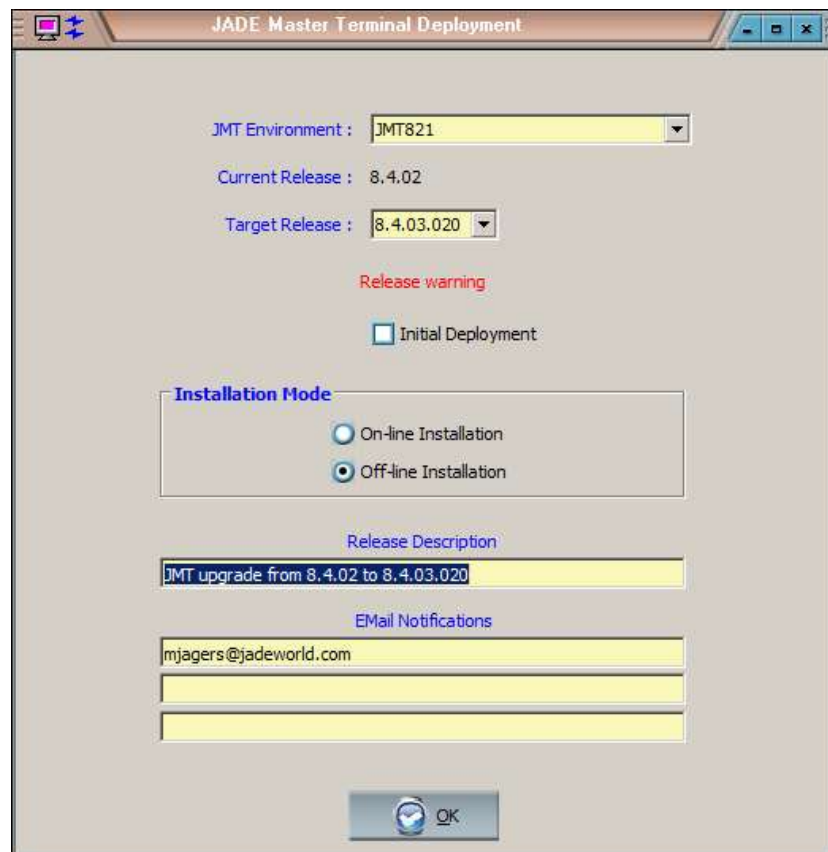 JADE Master Terminal Deployment
JMT Environment : JMT821
Current Release : 8.4.02
Target Release : 8.4.03.020
Release warning
Initial Deployment
Installation Mode
On-line Installation
Off-line Installation
Release Description
JMT upgrade from 8.4.02 to 8.4.03.020
EMail Notifications
mjagers@jadeworld.com
OK